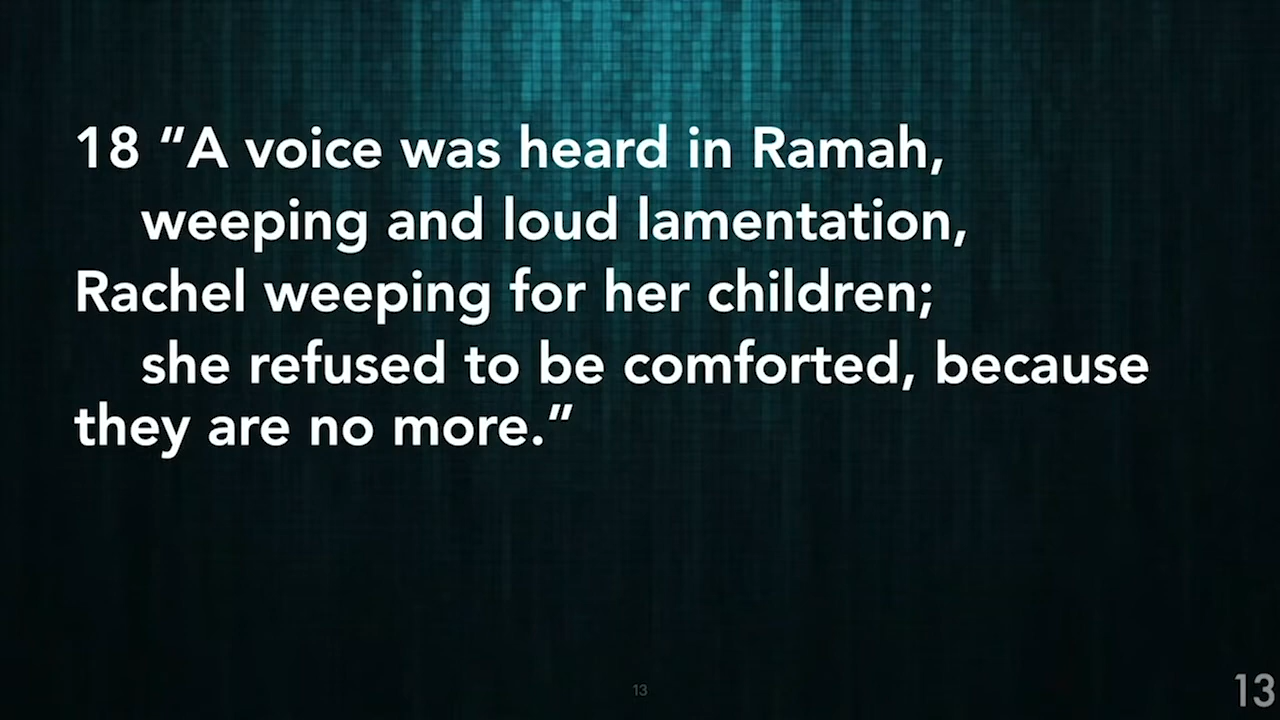 18 “A voice was heard in Ramah,
weeping and loud lamentation,
Rachel weeping for her children;
she refused to be comforted, because
they are no more.”
13
13